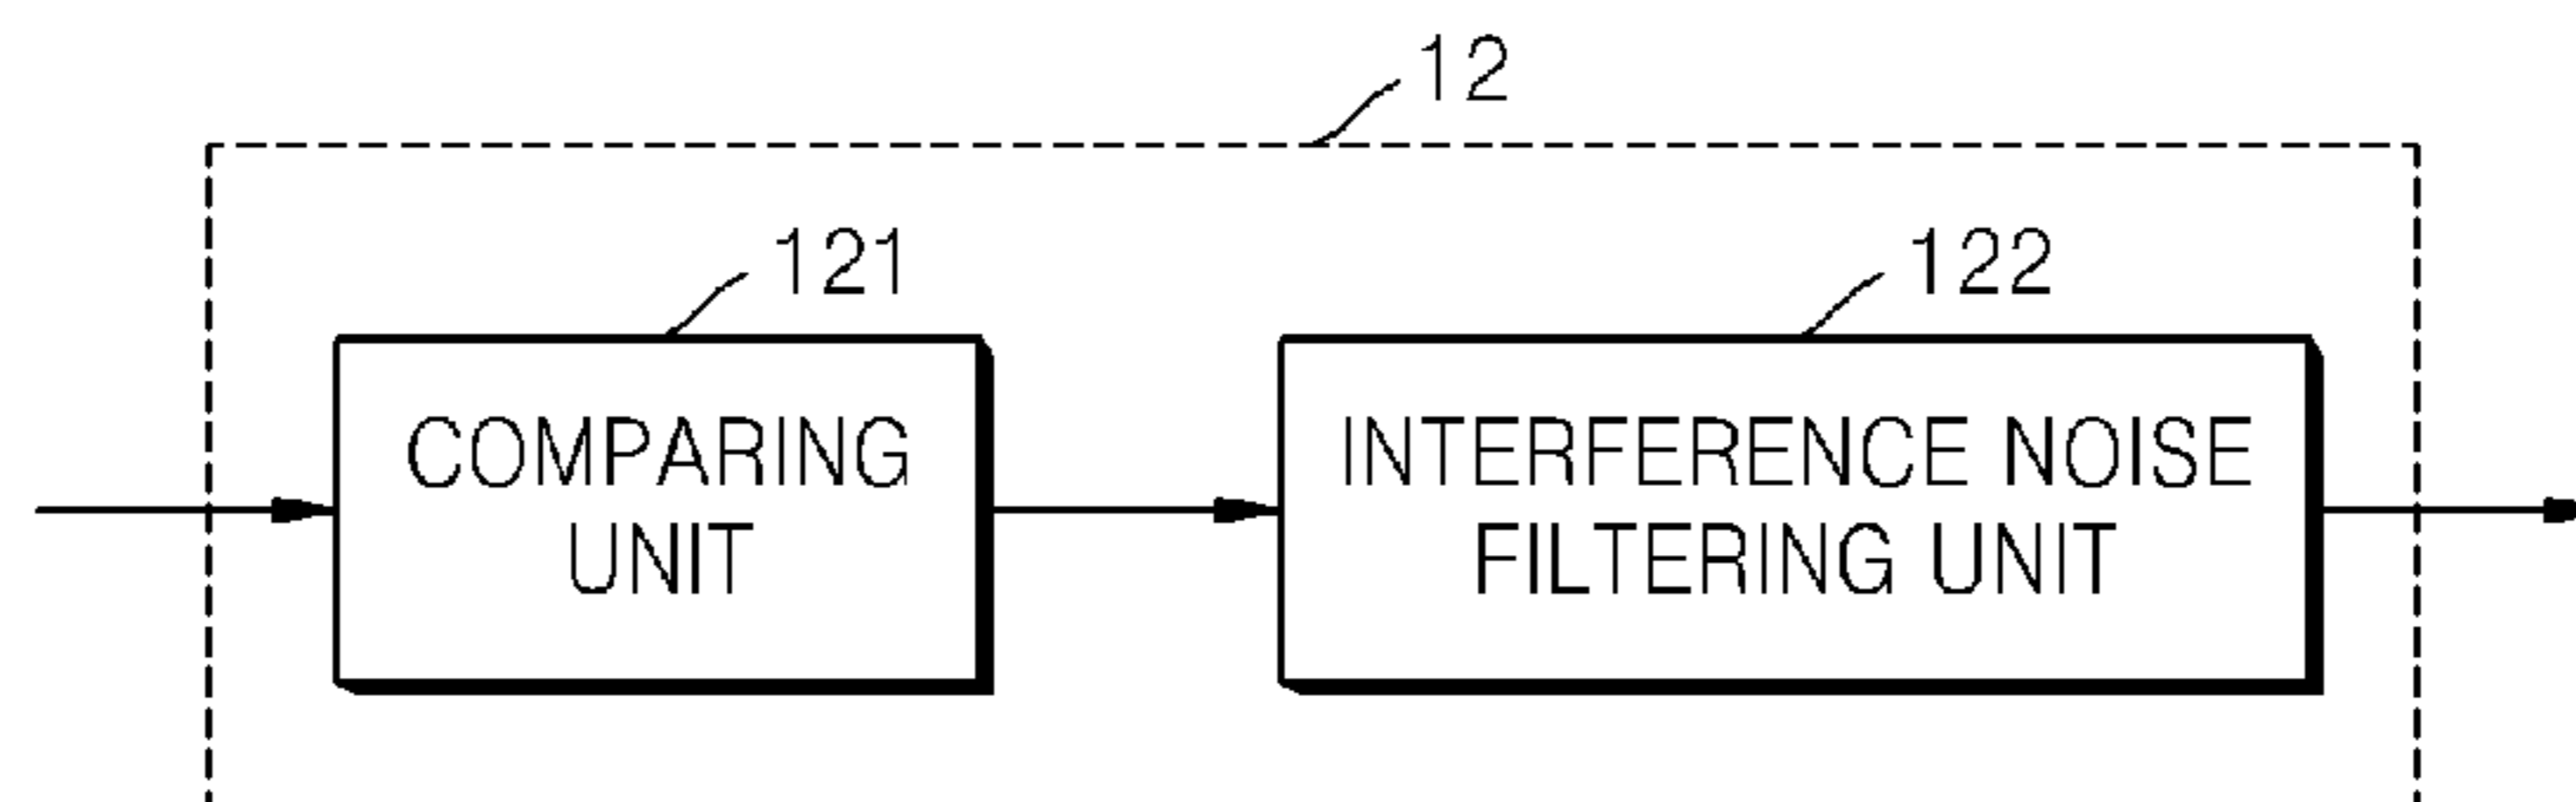 12
121
122
COMPARING
UNIT
INTERFERENCE NOISE
FILTERING UNIT